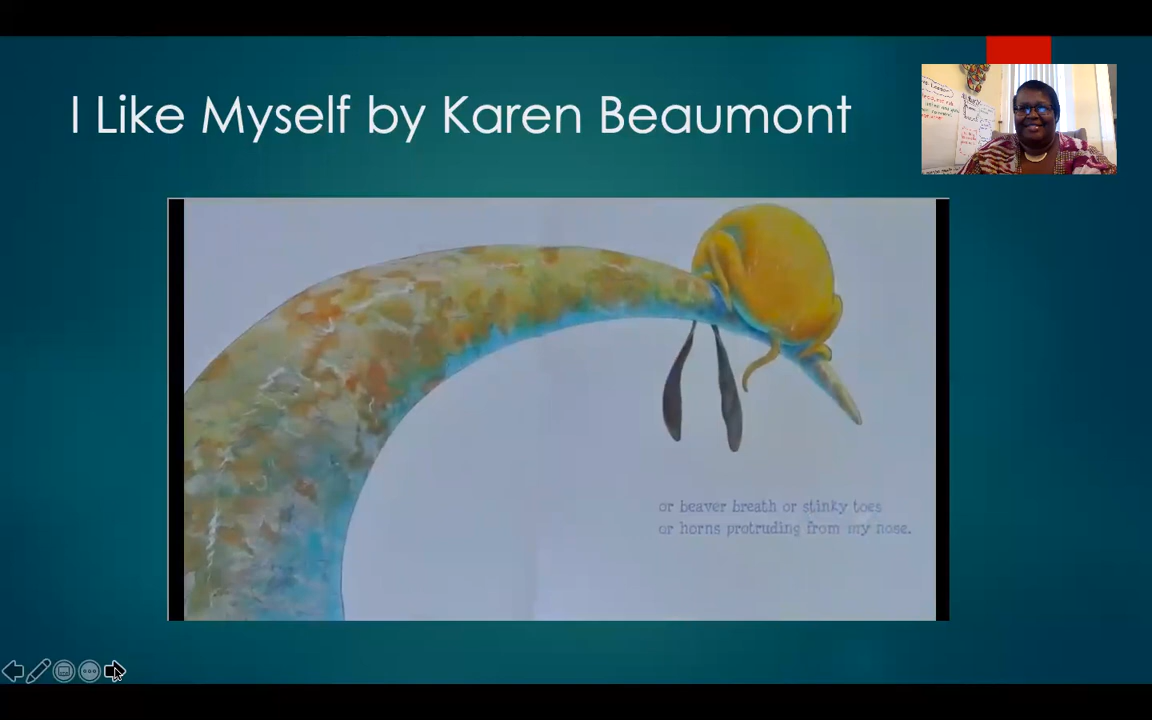 I Like Myself by Karen Beaumont
or beaver breath or stinky toes
or horns protruding from my nose.